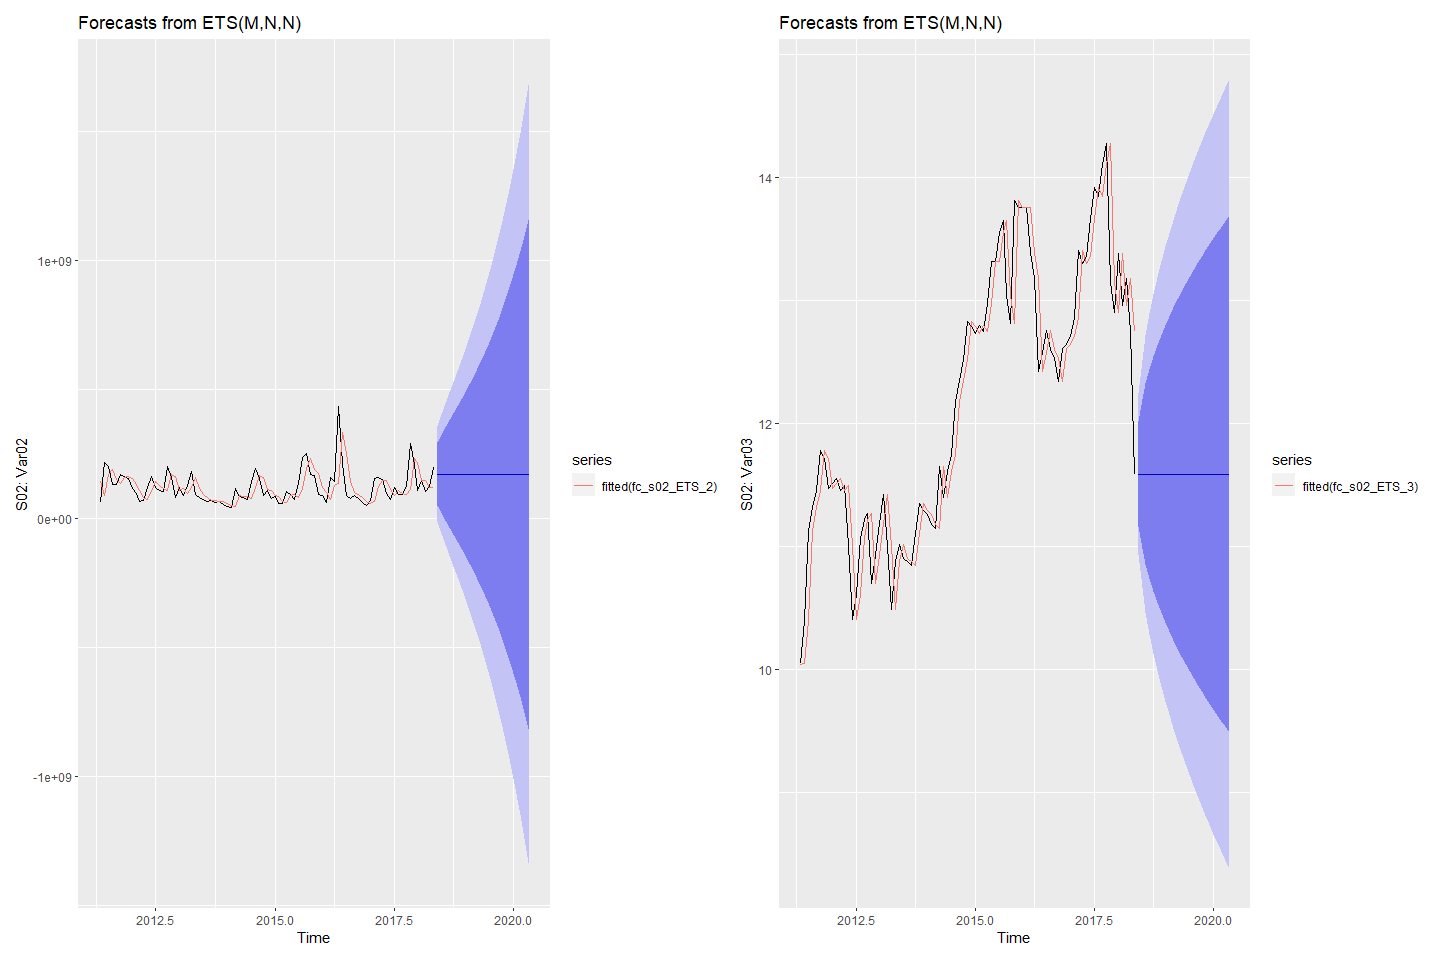 Forecasts from ETS(M,N,N)
S02: Var02
1e+09
0e+00
-1e+09
2012.5 2015.0 2017.5 2020.0
Time
series
fitted(fc_s02_ETS_2)
Forecasts from ETS(M,N,N)
S02: Var03
14
12
10
2012.5 2015.0 2017.5 2020.0
Time
series
fitted(fc_s02_ETS_3)